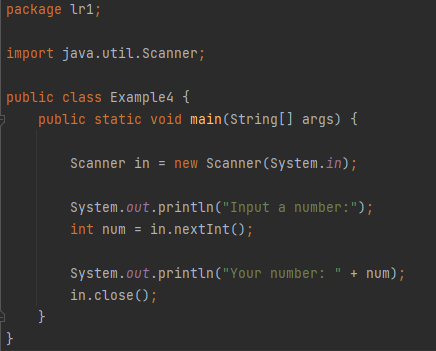 package lr1;
import java.util.Scanner;
public class Example4 {
public static void main(String[] args) {
Scanner in = new Scanner(System.in);
System.out.println("Input a number:");
int num = in.nextInt();
System.out.println("Your number: " + num);
in.close();
}
}